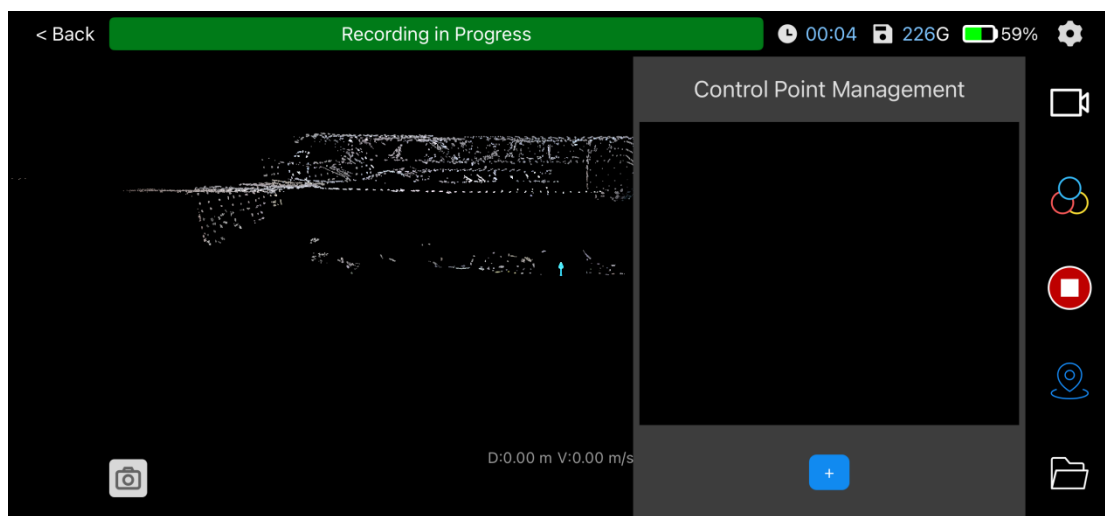 < Back Recording in Progress 00:04 226G 59%
Control Point Management
D:0.00 m V:0.00 m/s
+